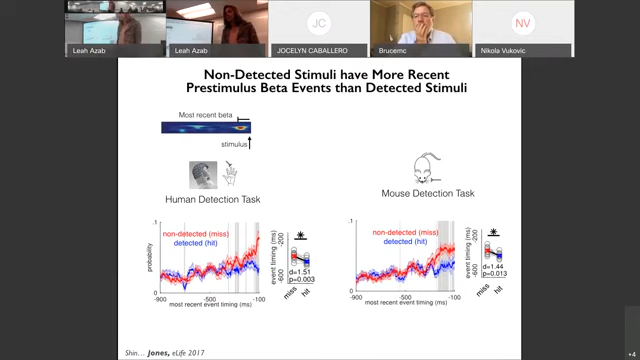 JC
NV
Leah Azab
Leah Azab
JOCELYN CABALLERO
Brucemc
Nikola Vukovic
Non-Detected Stimuli have More Recent
Prestimulus Beta Events than Detected Stimuli
Most recent beta
stimulus
Human Detection Task
Mouse Detection Task
.1
non-detected (miss)
detected (hit)
probability
0
-900
-500
-100
most recent event timing (ms)
*
event timing (ms)
-200
-600
d=1.51
p=0.003
miss
hit
.1
non-detected (miss)
detected (hit)
0
-900
-500
-100
most recent event timing (ms)
*
event timing (ms)
-200
-600
d=1.44
p=0.013
miss
hit
Shin... Jones, eLife 2017
+4